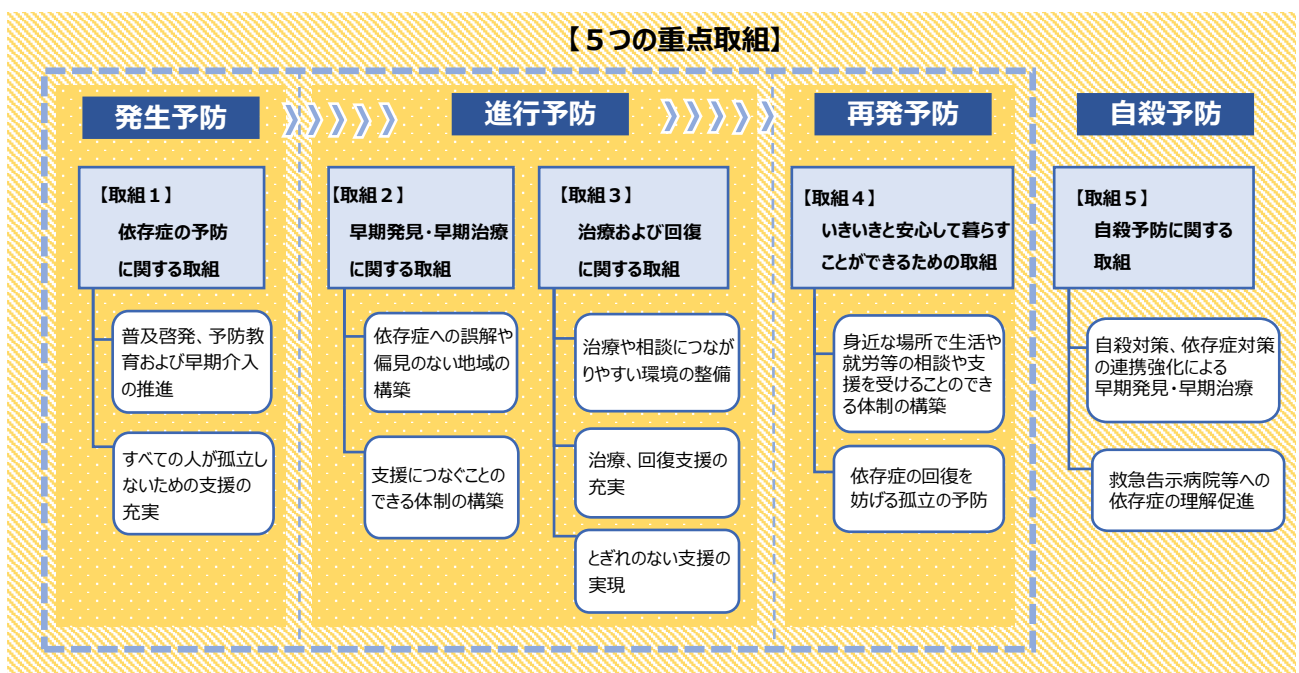 【５つの重点取組】
発生予防
進行予防
再発予防
自殺予防
【取組１】
依存症の予防
に関する取組
普及啓発、予防教
育および早期介入
の推進
すべての人が孤立し
ないための支援の
充実
【取組２】
早期発見・早期治療
に関する取組
依存症への誤解や
偏見のない地域の
構築
支援につなぐことの
できる体制の構築
【取組３】
治療および回復
に関する取組
治療や相談につなが
りやすい環境の整備
治療、回復支援の
充実
とぎれのない支援の
実現
【取組４】
いきいきと安心して暮らす
ことができるための取組
身近な場所で生活や
就労等の相談や支
援を受けることのでき
る体制の構築
依存症の回復を
妨げる孤立の予防
【取組５】
自殺予防に関する
取組
自殺対策、依存症対策
の連携強化による
早期発見・早期治療
救急告示病院等への
依存症の理解促進